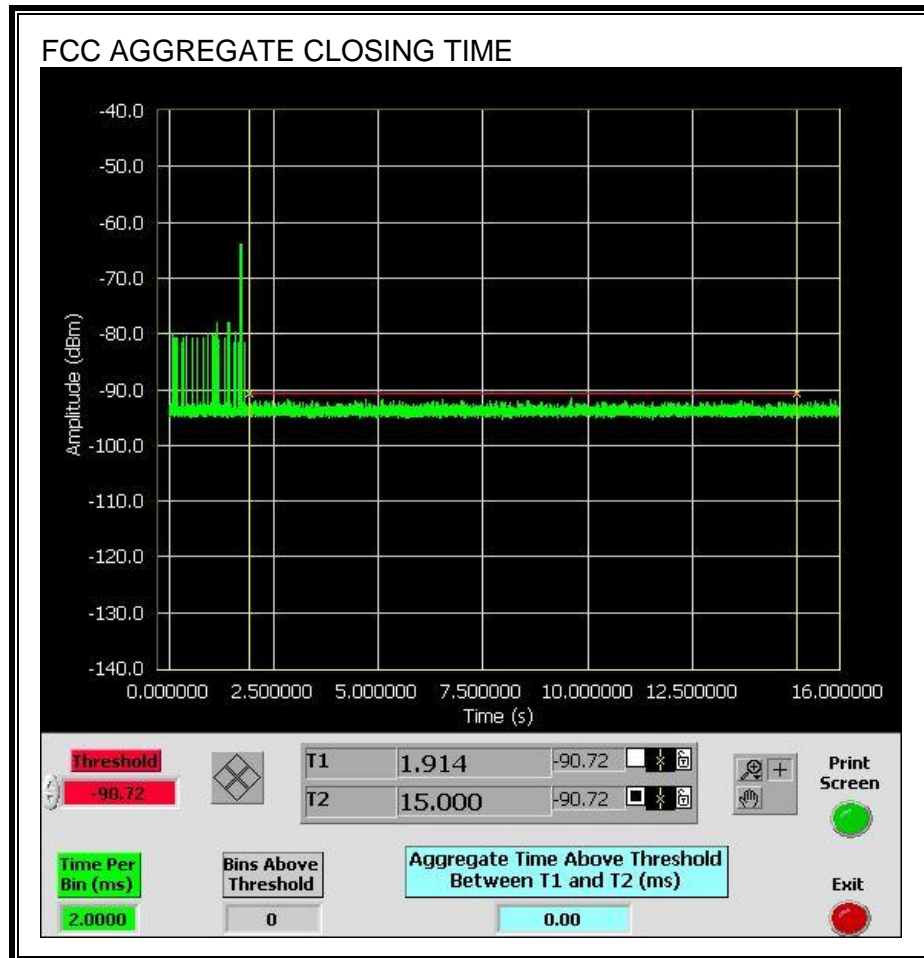 FCC AGGREGATE CLOSING TIME
-40.0
-50.0
-60.0
-70.0
-80.0
-90.0
-100.0
-110.0
-120.0
-130.0
-140.0
Amplitude (dBm)
0.000000 2.500000 5.000000 7.500000 10.000000 12.500000 16.000000
Time (s)
Threshold
-90.72
T1 1.914 -90.72
T2 15.000 -90.72
Print
Screen
Time Per
Bin (ms)
2.0000
Bins Above
Threshold
0
Aggregate Time Above Threshold
Between T1 and T2 (ms)
0.00
Exit